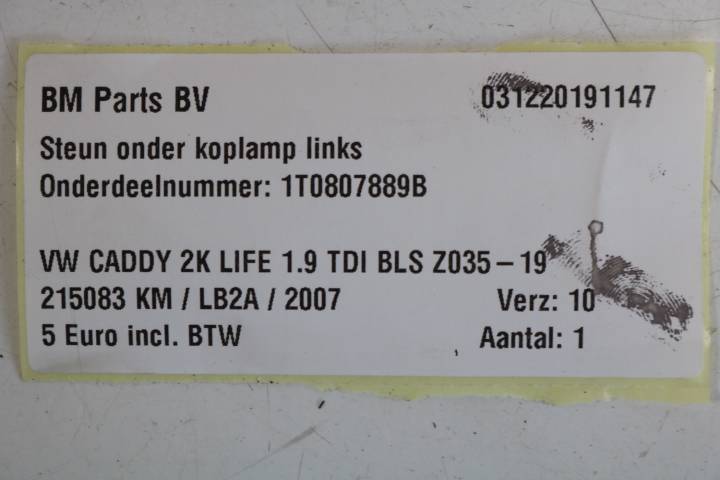 BM Parts BV 031220191147
Steun onder koplamp links
Onderdeelnummer: 1T0807889B
VW CADDY 2K LIFE 1.9 TDI BLS Z035 – 19
215083 KM / LB2A / 2007 Verz: 10
5 Euro incl. BTW Aantal: 1